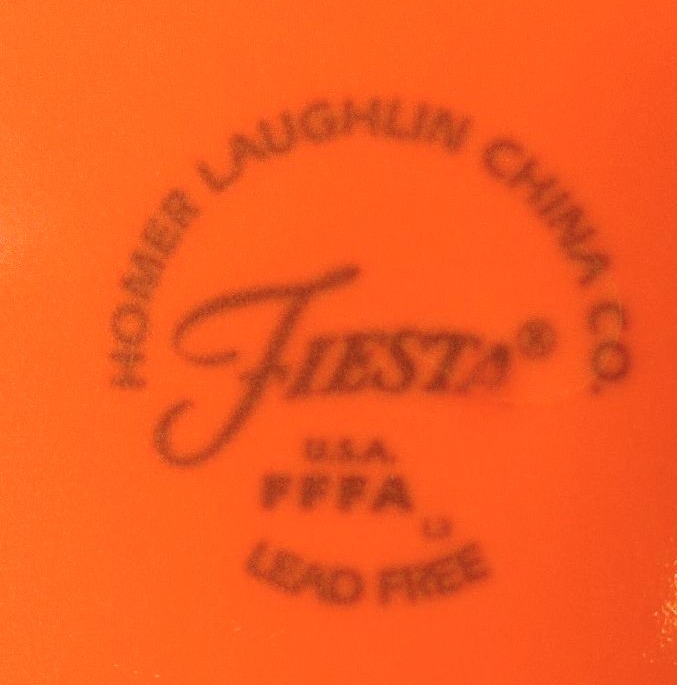 HOMER LAUGHLIN CHINA CO.
FIESTA®
U.S.A.
FFFA
LEAD FREE